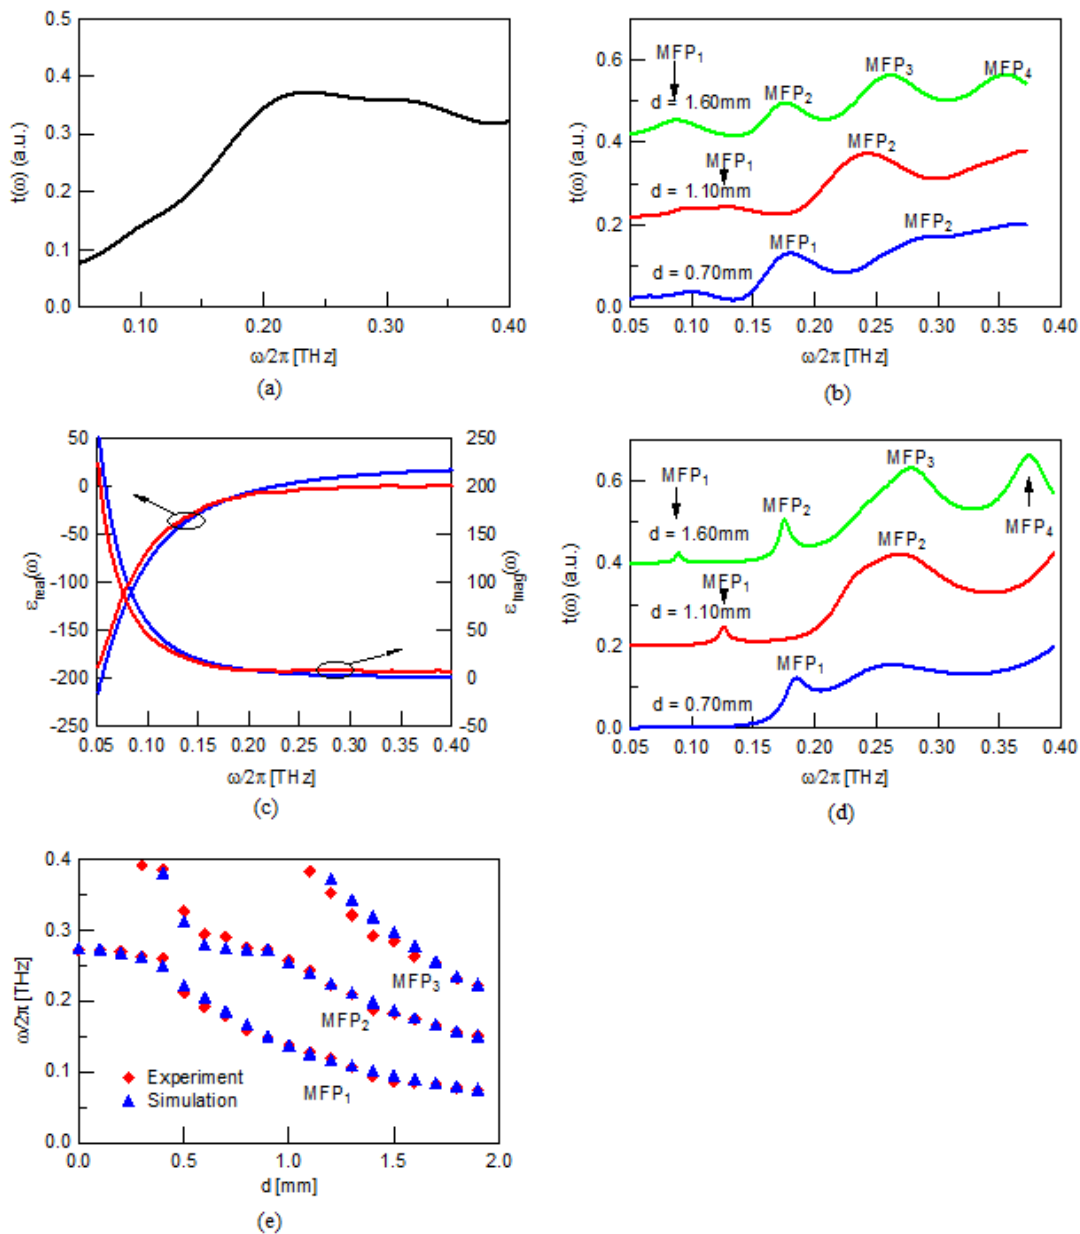 0.5
0.4
0.3
0.2
0.1
0.0
t(ω) (a.u.)
0.10 0.20 0.30 0.40
ω/2π [THz]
(a)
0.6
0.4
0.2
0.0
t(ω) (a.u.)
MFP1
d = 1.60mm
MFP2
MFP3
MFP4
MFP1
d = 1.10mm
MFP2
MFP1
d = 0.70mm
MFP2
0.05 0.10 0.15 0.20 0.25 0.30 0.35 0.40
ω/2π [THz]
(b)
50
0
-50
-100
-150
-200
-250
εreal(ω)
250
200
150
100
50
0
-50
εimag(ω)
0.05 0.10 0.15 0.20 0.25 0.30 0.35 0.40
ω/2π [THz]
(c)
0.6
0.4
0.2
0.0
t(ω) (a.u.)
MFP1
d = 1.60mm
MFP2
MFP3
MFP4
MFP1
d = 1.10mm
MFP2
MFP1
d = 0.70mm
0.05 0.10 0.15 0.20 0.25 0.30 0.35 0.40
ω/2π [THz]
(d)
0.4
0.3
0.2
0.1
0.0
ω/2π [THz]
MFP3
MFP2
MFP1
Experiment
Simulation
0.0 0.5 1.0 1.5 2.0
d [mm]
(e)